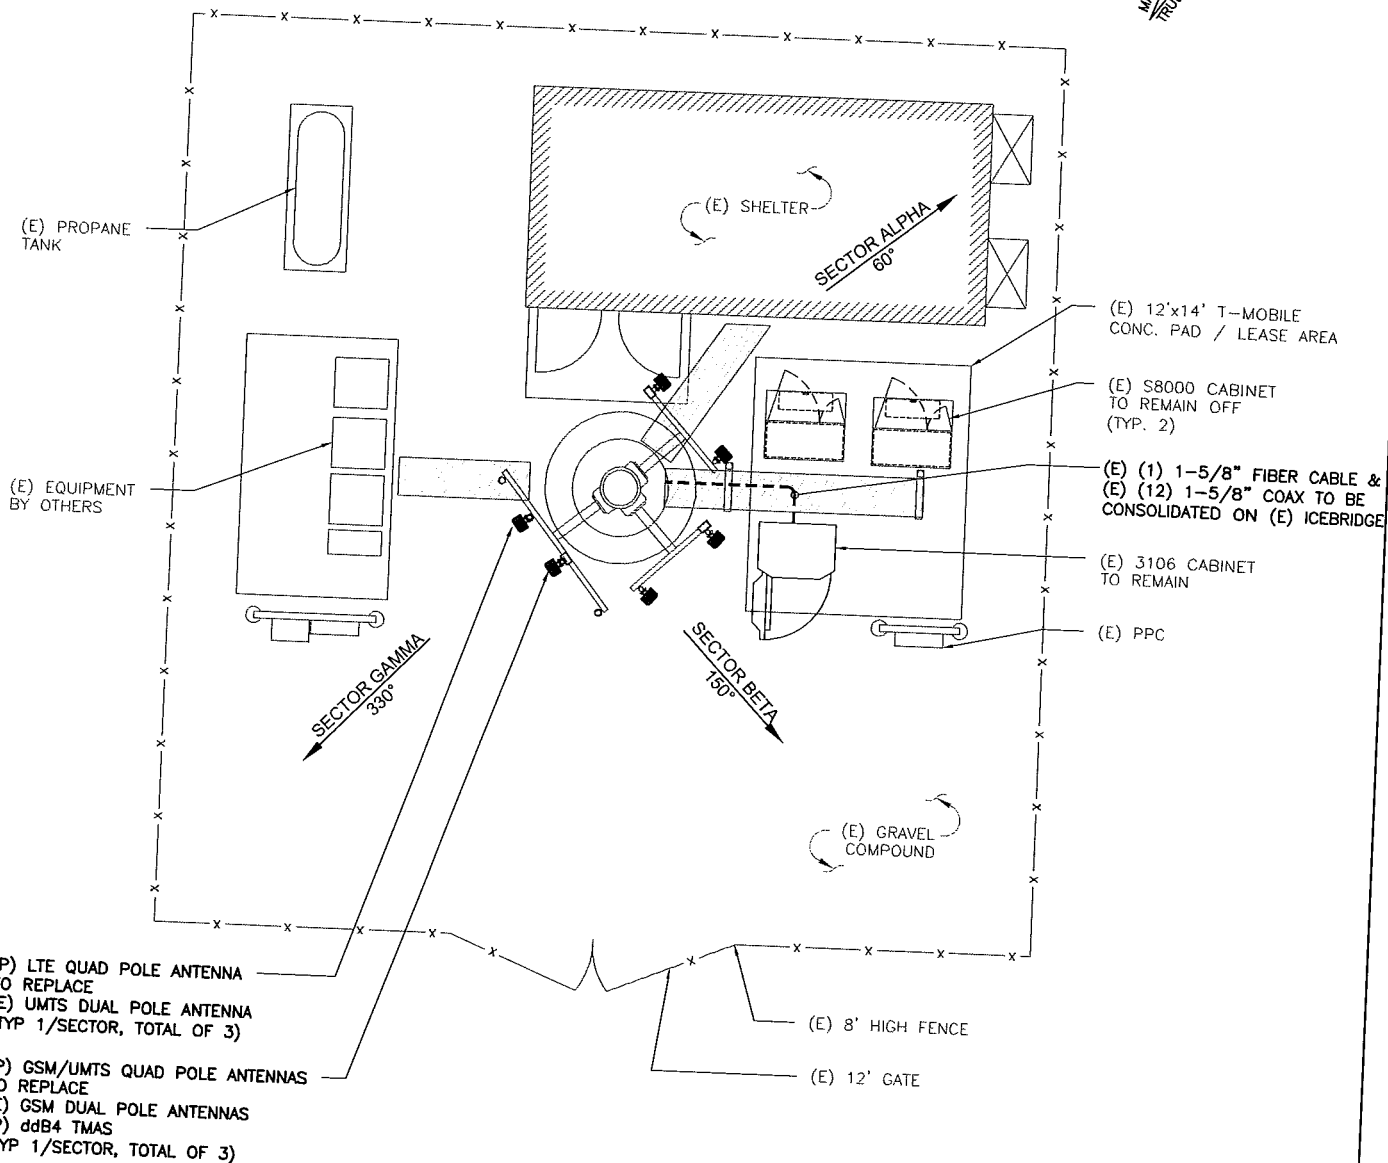 TRUE
(E) PROPANE
TANK
(E) SHELTER
SECTOR ALPHA
60°
(E) 12'x14' T-MOBILE
CONC. PAD / LEASE AREA
(E) S8000 CABINET
TO REMAIN OFF
(TYP. 2)
(E) (1) 1-5/8" FIBER CABLE &
(E) (12) 1-5/8" COAX TO BE
CONSOLIDATED ON (E) ICEBRIDGE
(E) EQUIPMENT
BY OTHERS
(E) 3106 CABINET
TO REMAIN
(E) PPC
SECTOR GAMMA
330°
SECTOR BETA
150°
(E) GRAVEL
COMPOUND
P) LTE QUAD POLE ANTENNA
O REPLACE
E) UMTS DUAL POLE ANTENNA
TYP 1/SECTOR, TOTAL OF 3)
P) GSM/UMTS QUAD POLE ANTENNAS
O REPLACE
E) GSM DUAL POLE ANTENNAS
P) ddB4 TMAS
YP 1/SECTOR, TOTAL OF 3)
(E) 8' HIGH FENCE
(E) 12' GATE